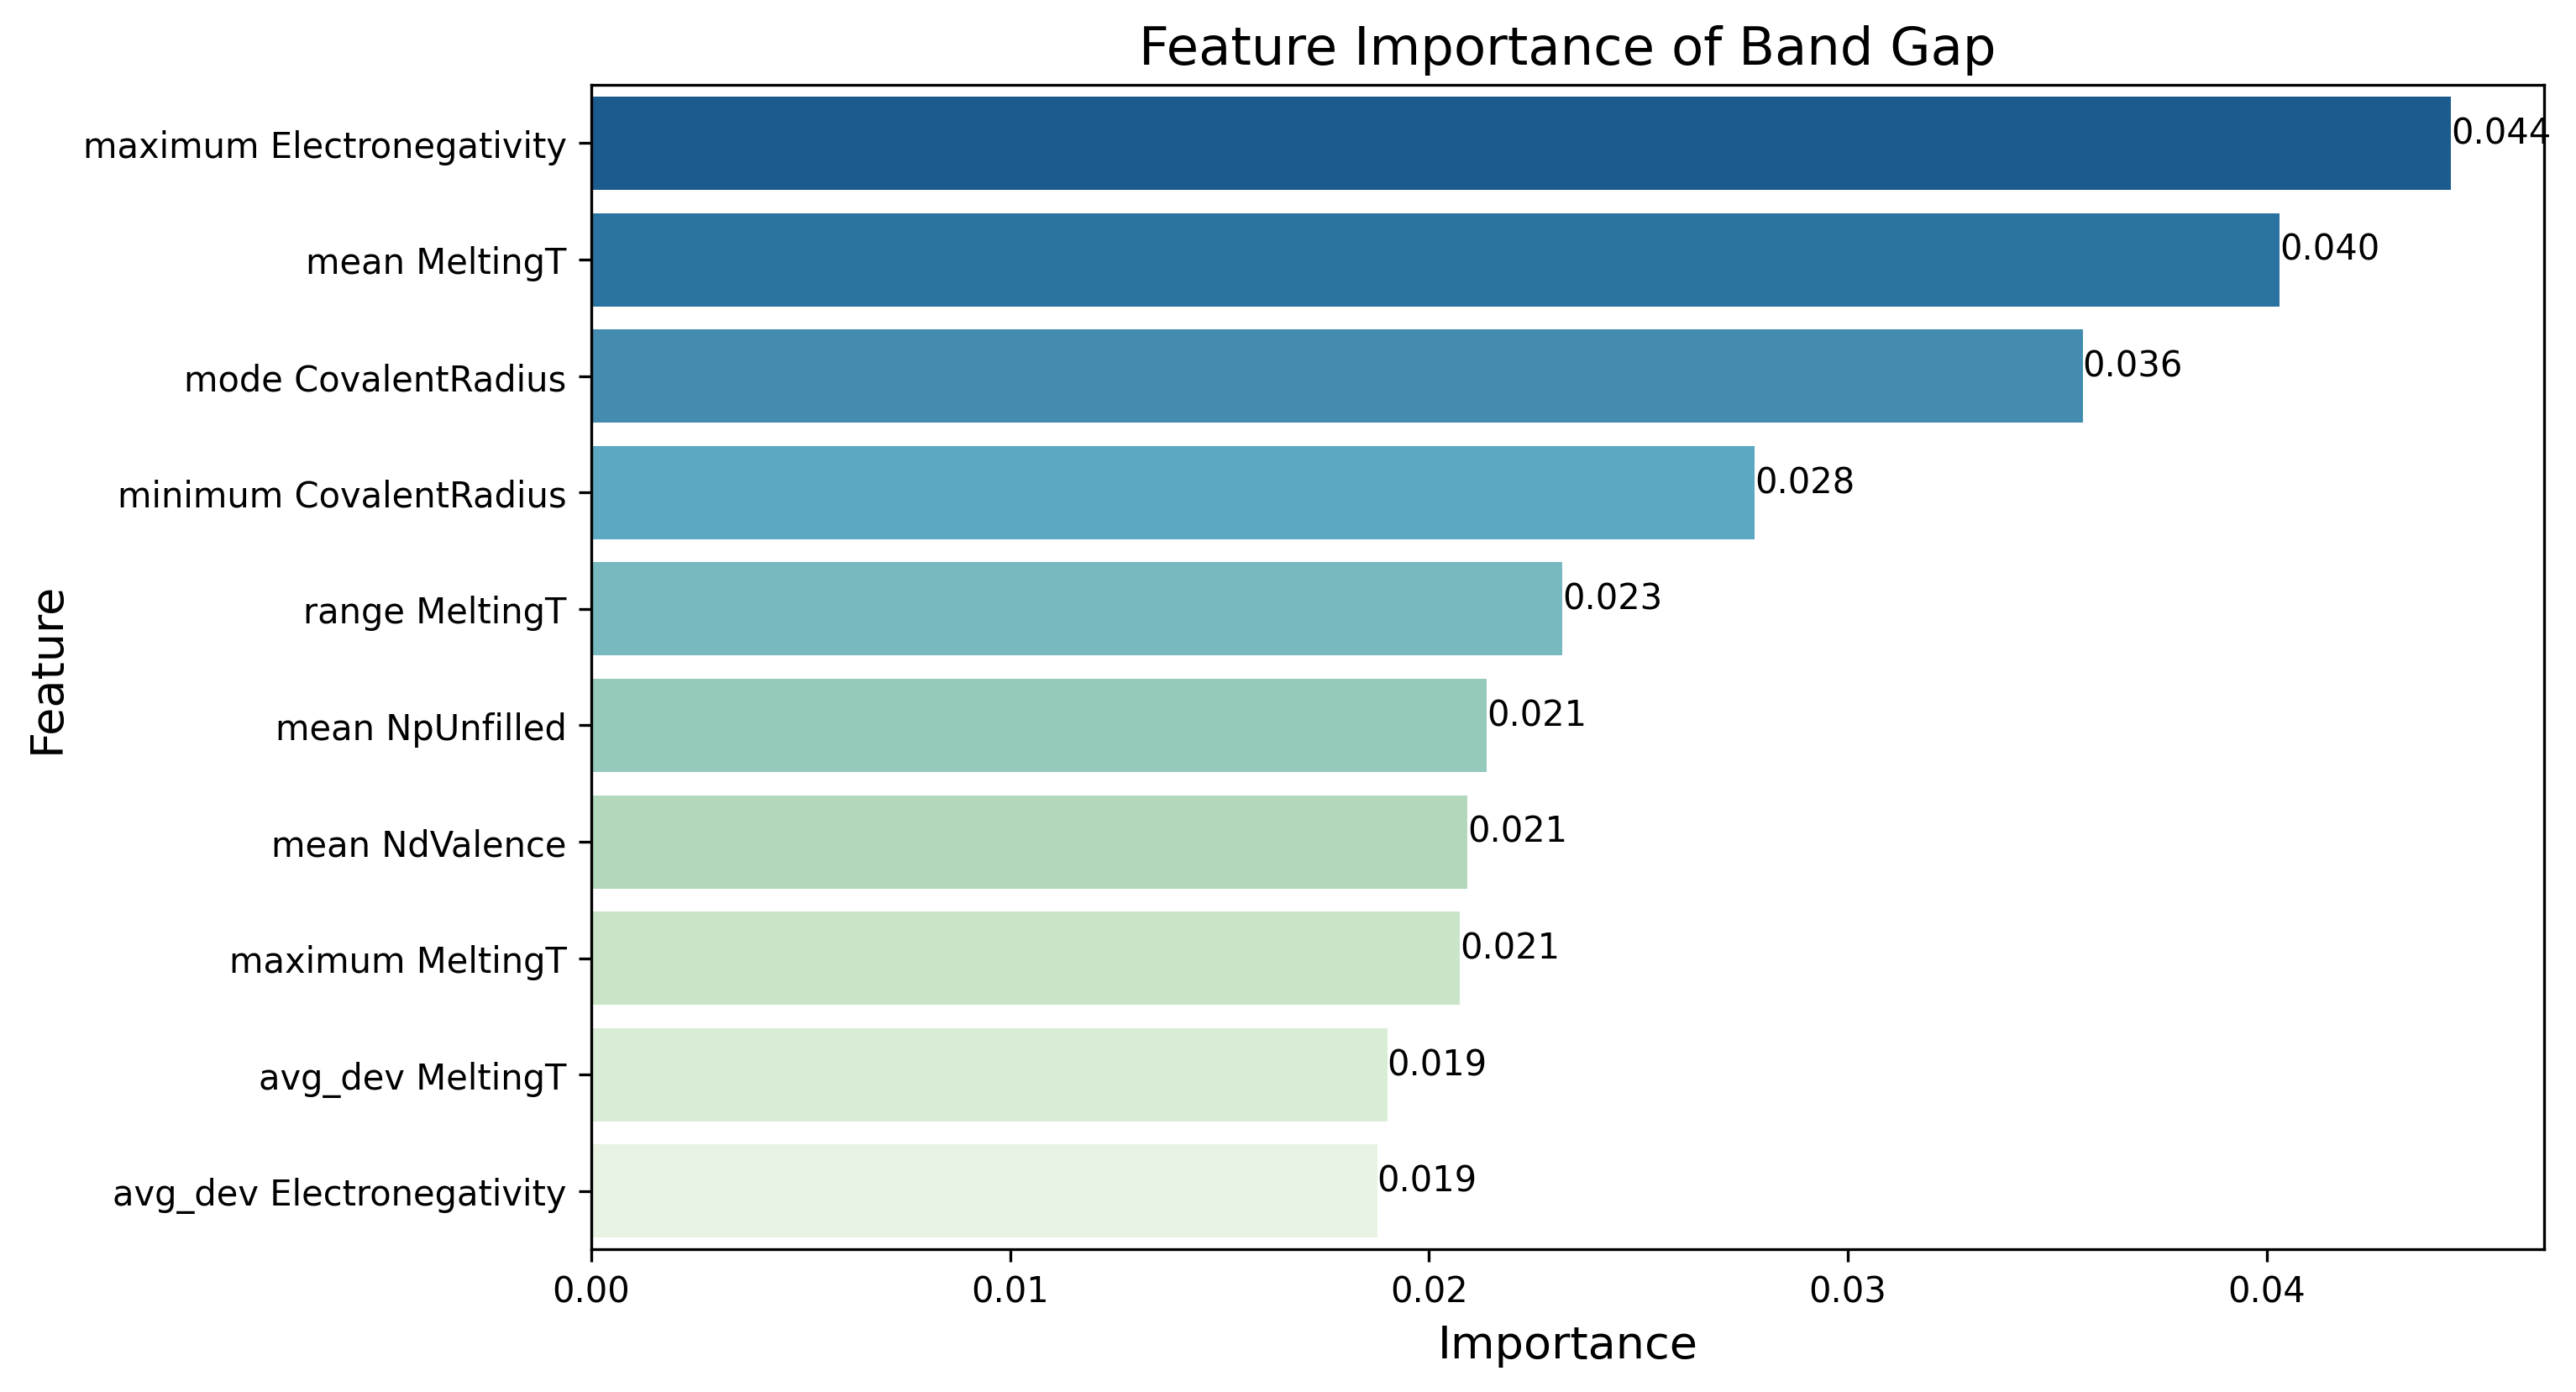 Feature Importance of Band Gap
Feature
maximum Electronegativity
0.044
mean MeltingT
0.040
mode CovalentRadius
0.036
minimum CovalentRadius
0.028
range MeltingT
0.023
mean NpUnfilled
0.021
mean NdValence
0.021
maximum MeltingT
0.021
avg_dev MeltingT
0.019
avg_dev Electronegativity
0.019
0.00 0.01 0.02 0.03 0.04
Importance